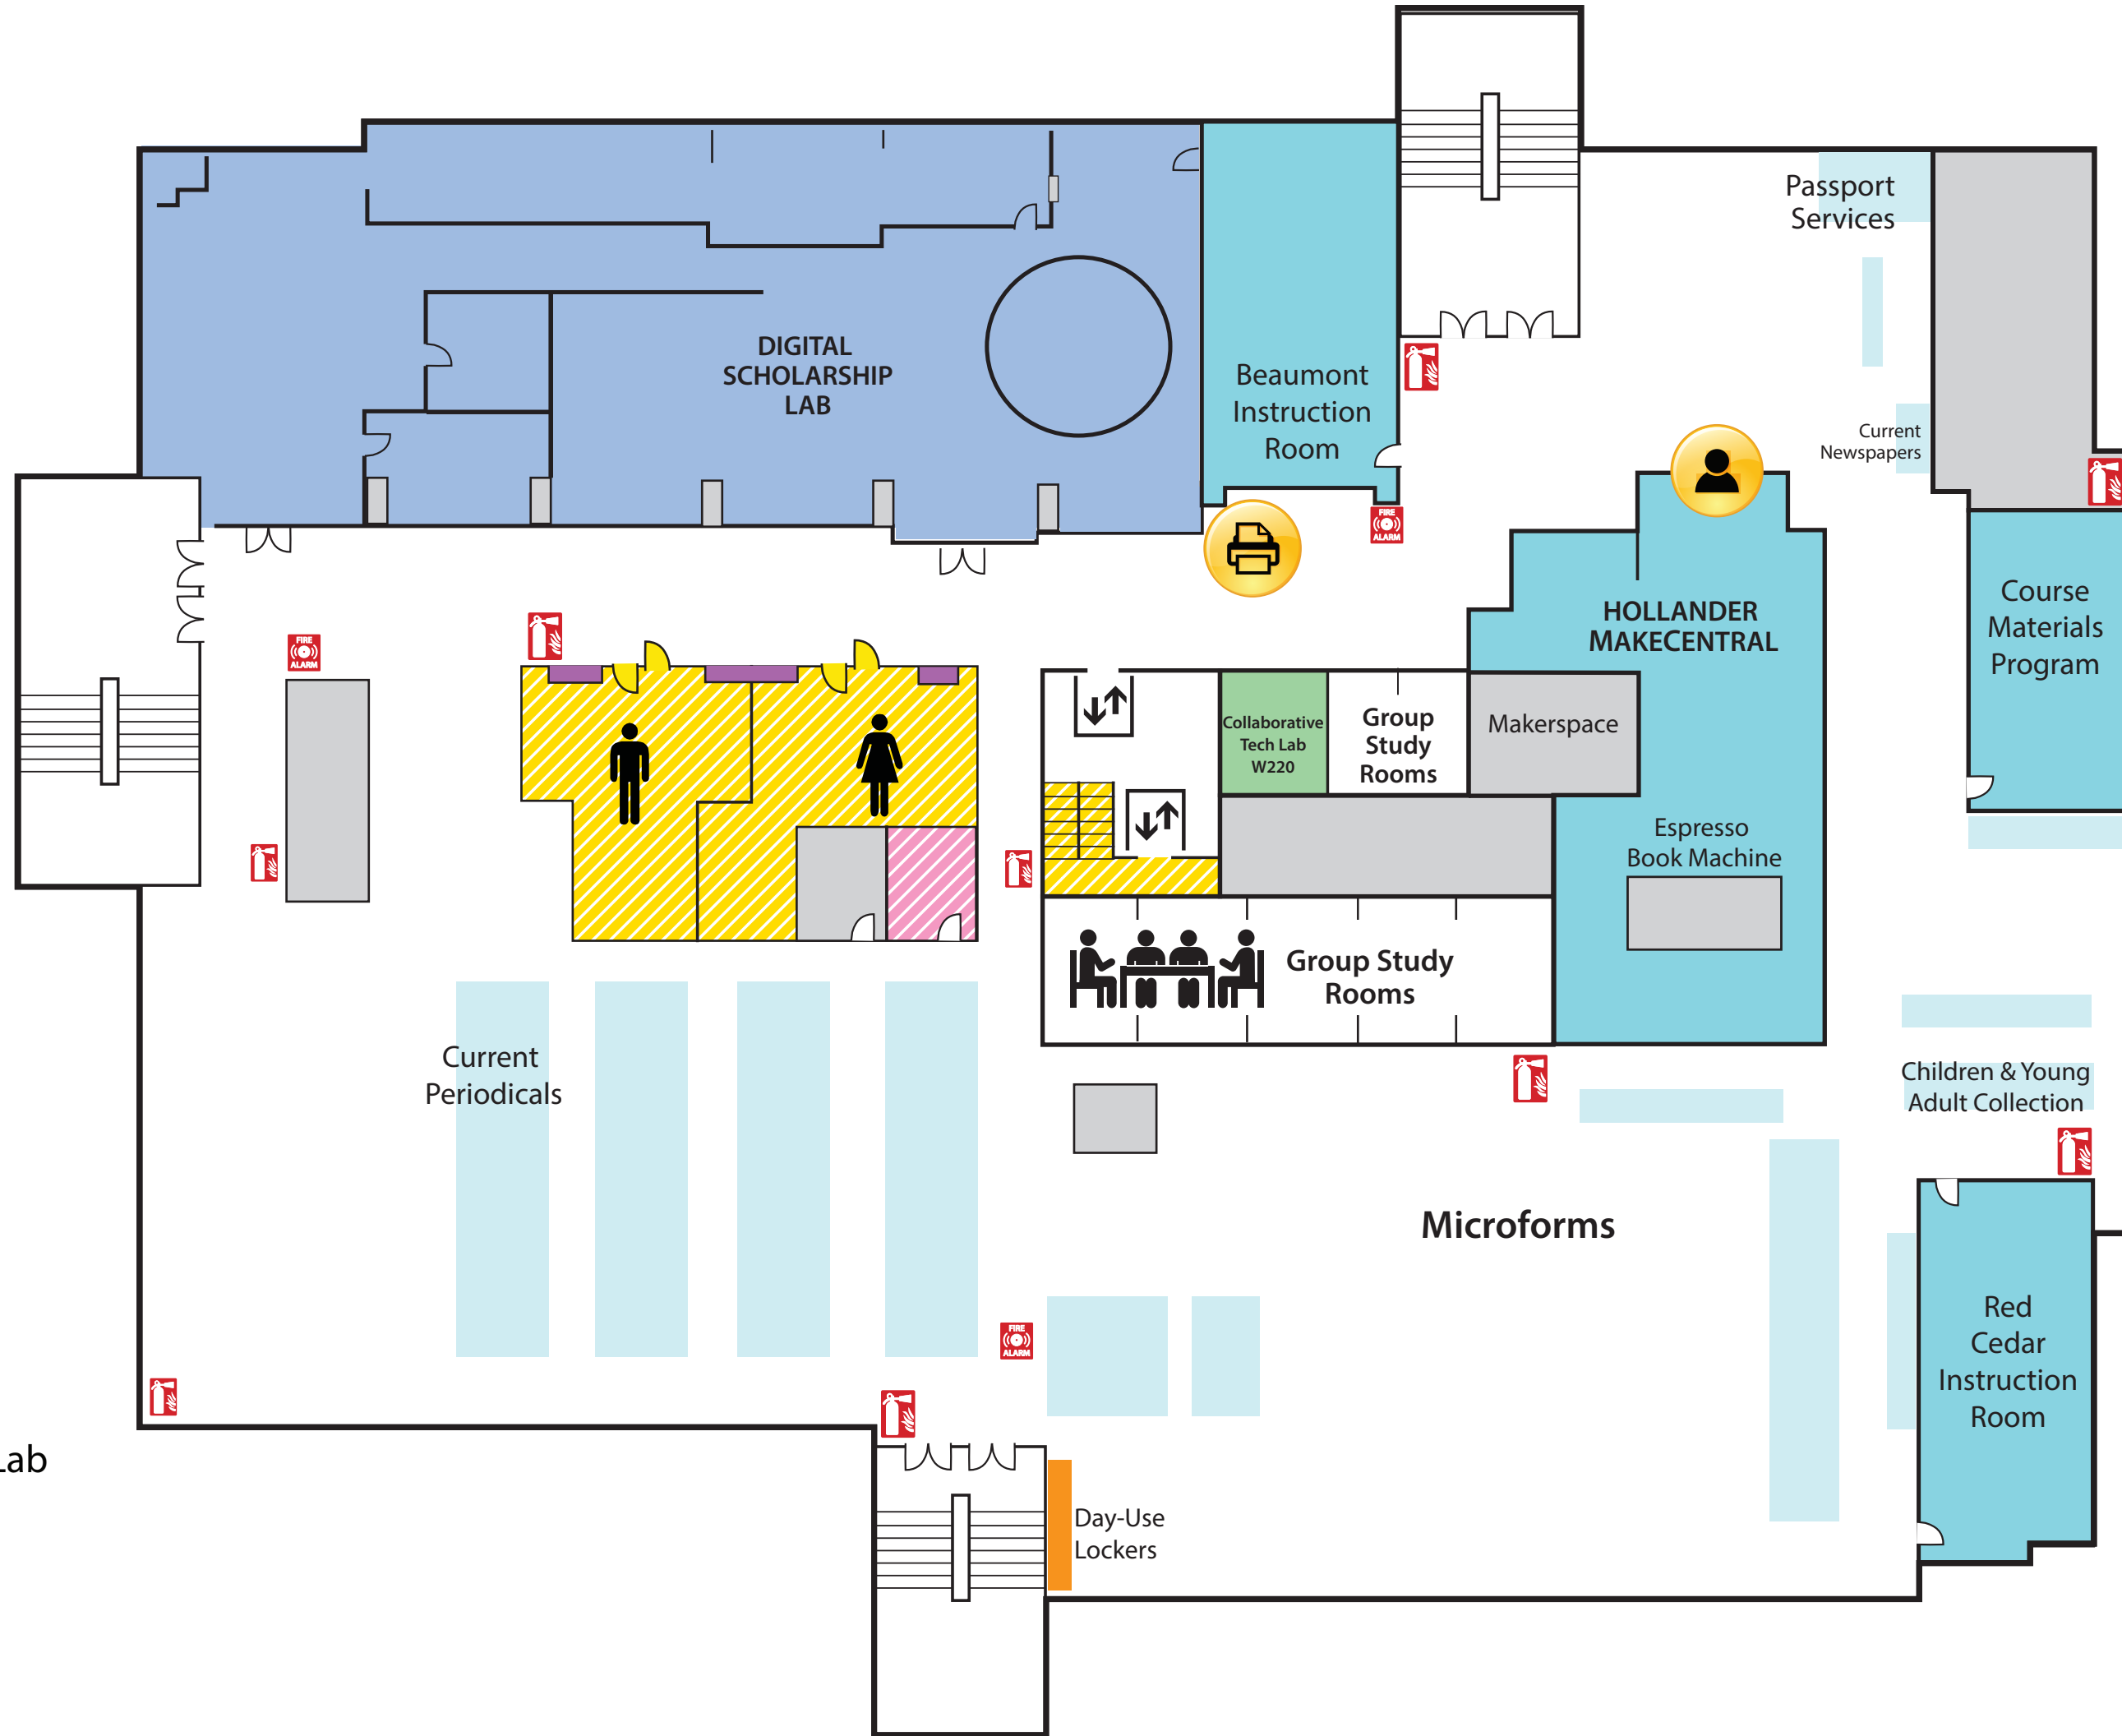 Passport
Services
DIGITAL
SCHOLARSHIP
LAB
Beaumont
Instruction
Room
Current
Newspapers
FIRE
ALARM
HOLLANDER
MAKECENTRAL
Course
Materials
Program
FIRE
ALARM
Collaborative
Tech Lab
W220
Group
Study
Rooms
Makerspace
Espresso
Book Machine
Group Study
Rooms
Current
Periodicals
Children & Young
Adult Collection
Microforms
FIRE
ALARM
Red
Cedar
Instruction
Room
Lab
Day-Use
Lockers